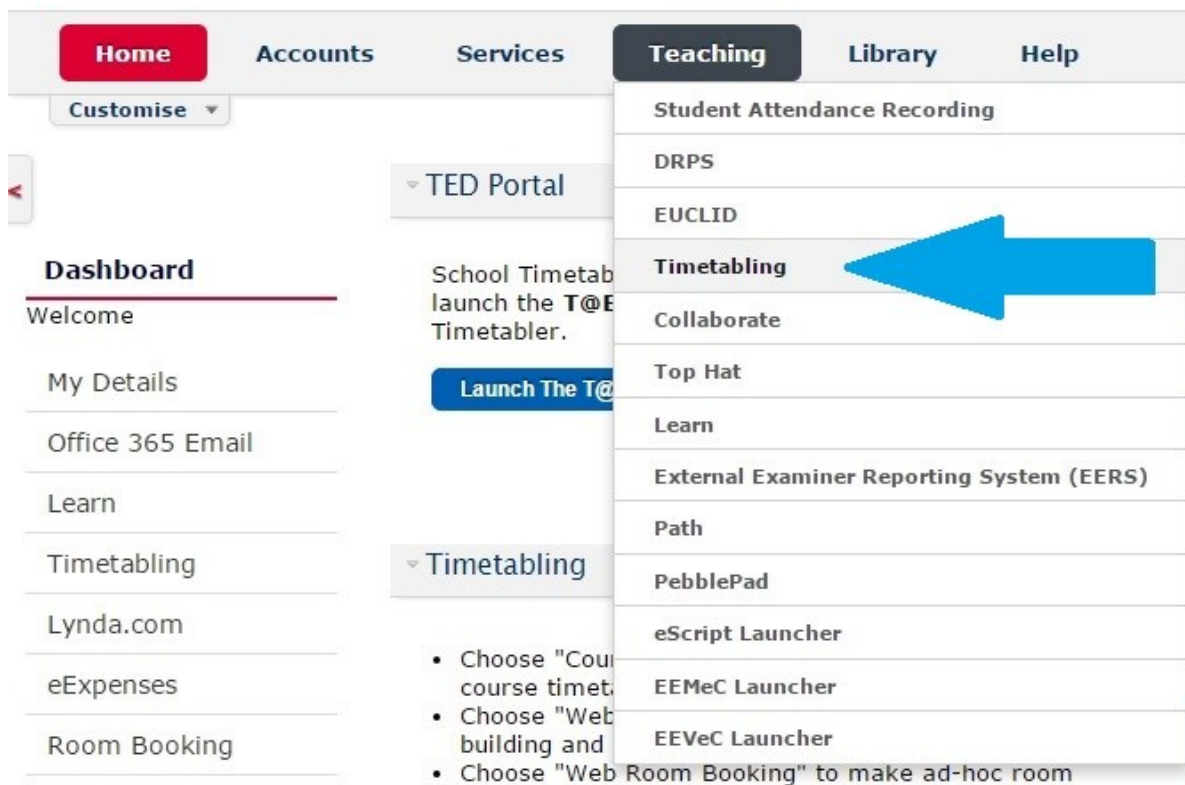 Home Accounts Services Teaching Library Help
Customise
<
Dashboard
Welcome
My Details
Office 365 Email
Learn
Timetabling
Lynda.com
eExpenses
Room Booking
TED Portal
School Timetab
launch the T@E
Timetabler.
Launch The T@
Timetabling
• Choose "Cou
course timet
• Choose "Web
building and
• Choose "Web Room Booking" to make ad-hoc room
Student Attendance Recording
DRPS
EUCLID
Timetabling
Collaborate
Top Hat
Learn
External Examiner Reporting System (EERS)
Path
PebblePad
eScript Launcher
EEMeC Launcher
EEVeC Launcher